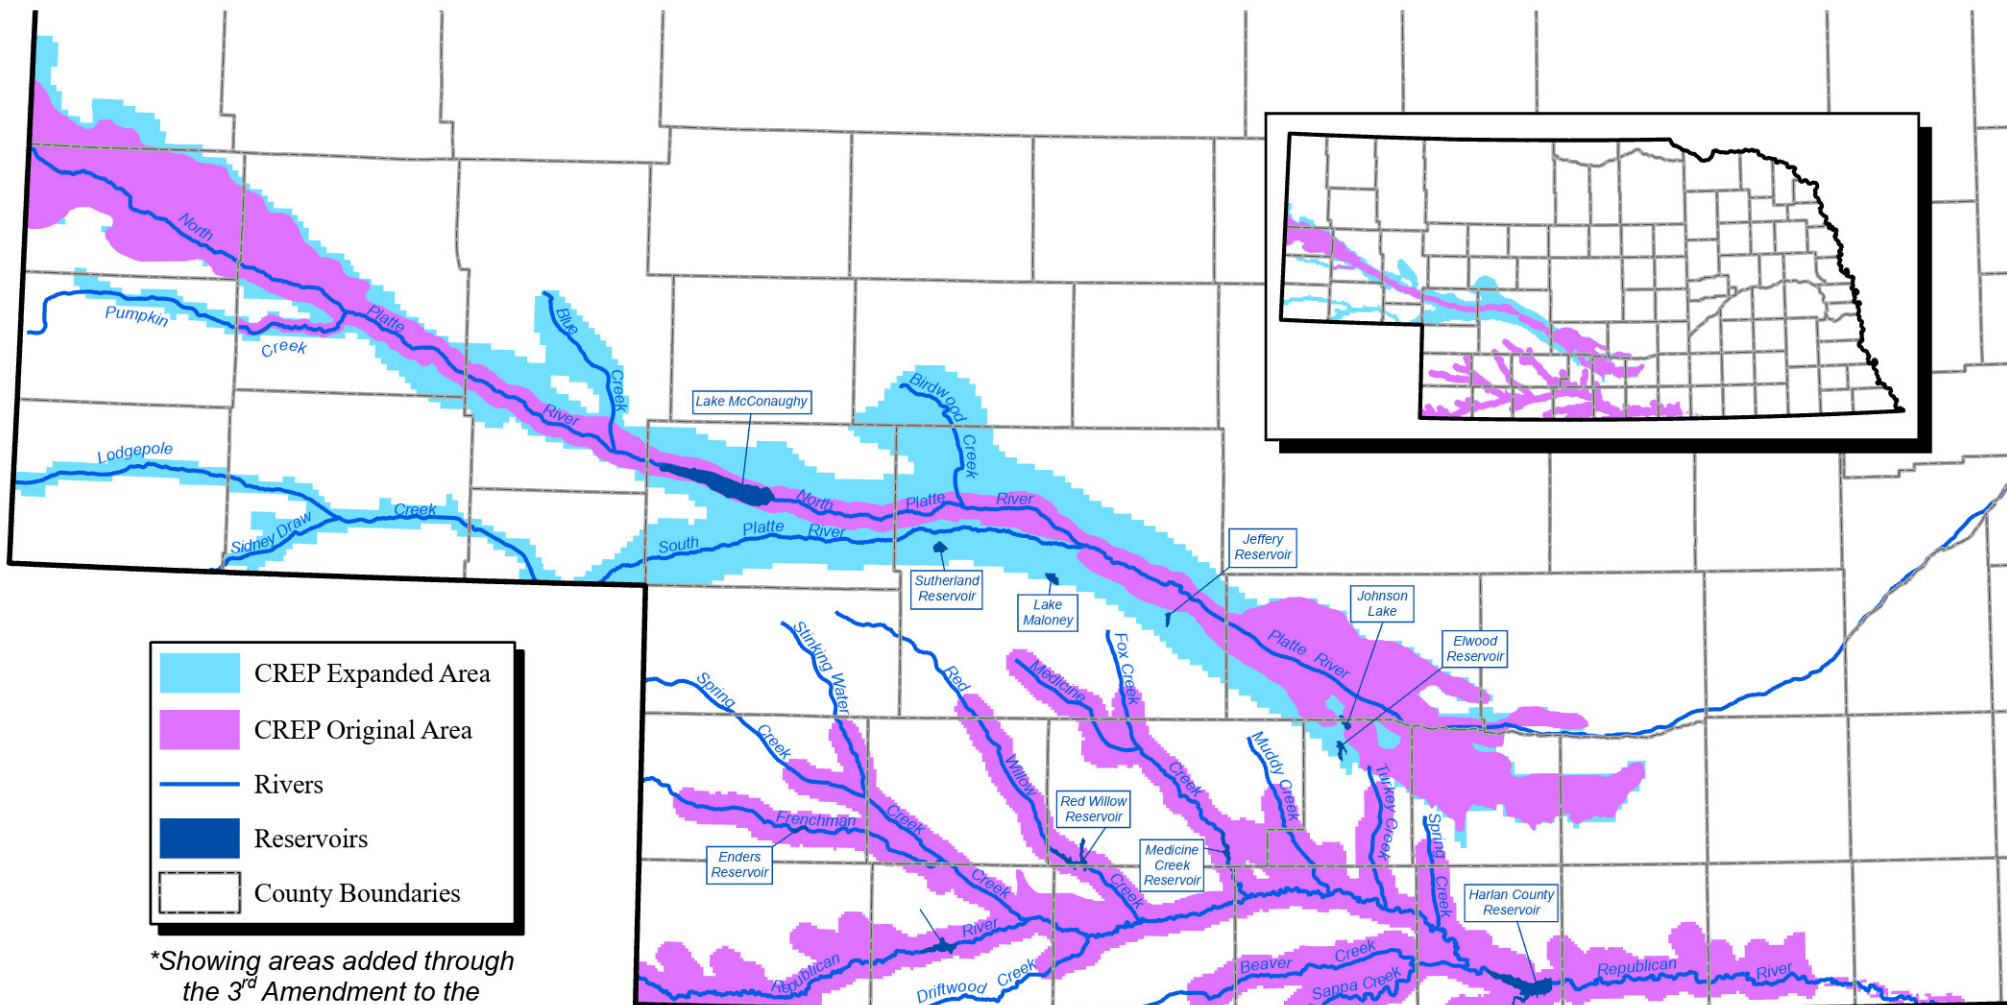 North
Platte
River
Pumpkin
Creek
Blue
Creek
Lake McConaughy
Birdwood
Creek
North
Platte
River
South
Platte
River
Lodgepole
Creek
Sidney Draw
Sutherland
Reservoir
Lake
Maloney
Jeffery
Reservoir
Johnson
Lake
Elwood
Reservoir
Platte River
Stinking Water
Creek
Spring
Creek
Red
Willow
Creek
Medicine
Creek
Fox Creek
Muddy Creek
Turkey Creek
Spring
Creek
Frenchman
Creek
Enders
Reservoir
Red Willow
Reservoir
Medicine
Creek
Reservoir
Harlan County
Reservoir
Republican
River
Driftwood
Creek
Beaver
Creek
Sappa Creek
Republican
River
CREP Expanded Area
CREP Original Area
Rivers
Reservoirs
County Boundaries
*Showing areas added through
the 3rd Amendment to the